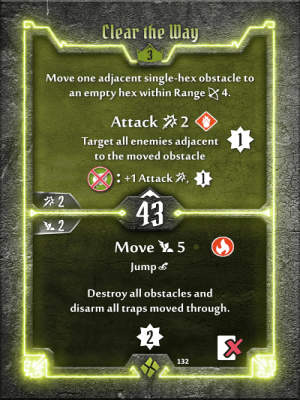 Clear the Way
3
Move one adjacent single-hex obstacle to
an empty hex within Range 4.
Attack 2
Target all enemies adjacent
to the moved obstacle
1
: +1 Attack, 1
2
43
2
Move 5
Jump
Destroy all obstacles and
disarm all traps moved through.
2
132